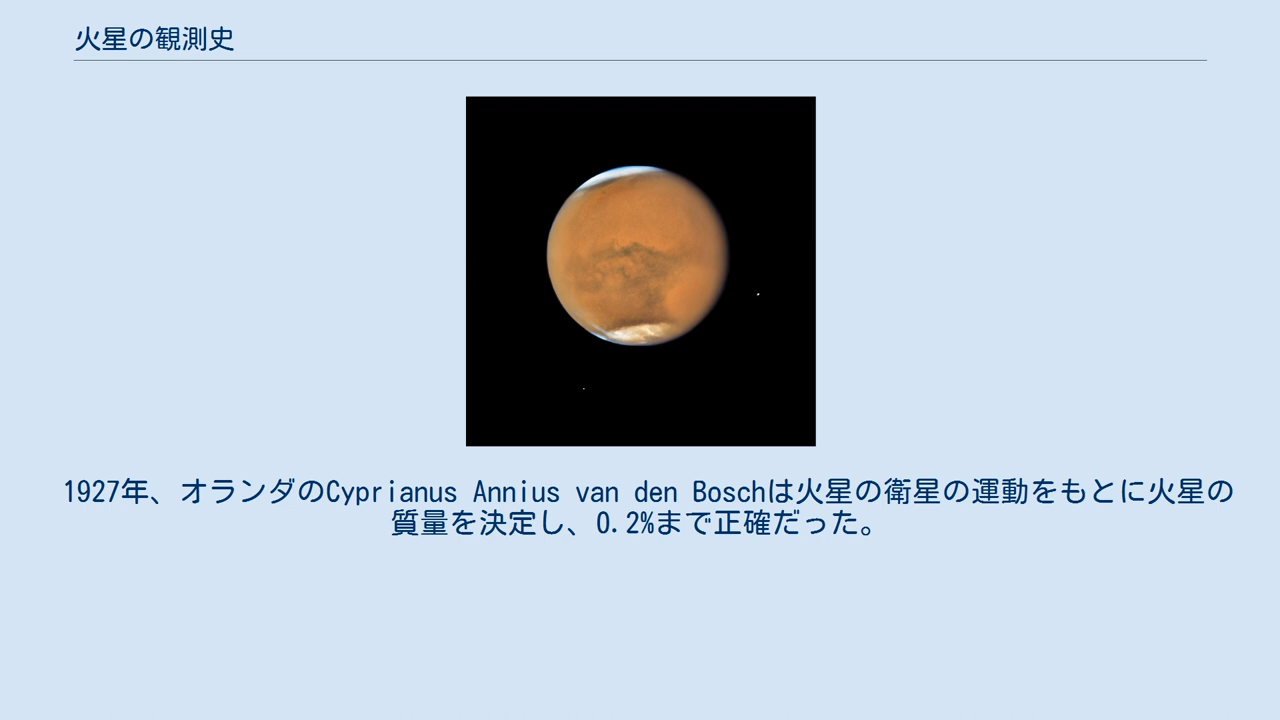 火星の観測史
1927年、オランダのCyprianus Annius van den Boschは火星の衛星の運動をもとに火星の
質量を決定し、0.2%まで正確だった。